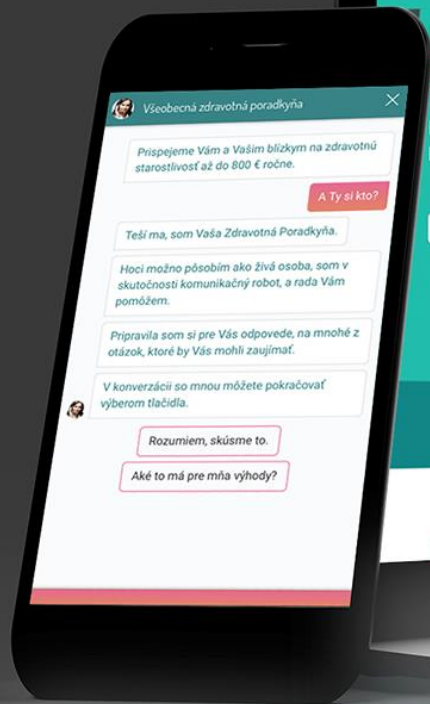 Všeobecná zdravotná poradkyňa
Prispejeme Vám a Vašim blízkym na zdravotnú
starostlivosť až do 800 € ročne.
A Ty si kto?
Teší ma, som Vaša Zdravotná Poradkyňa.
Hoci možno pôsobím ako živá osoba, som v
skutočnosti komunikačný robot, a rada Vám
pomôžem.
Pripravila som si pre Vás odpovede, na mnohé z
otázok, ktoré by Vás mohli zaujímať.
V konverzácii so mnou môžete pokračovať
výberom tlačidla.
Rozumiem, skúsme to.
Aké to má pre mňa výhody?